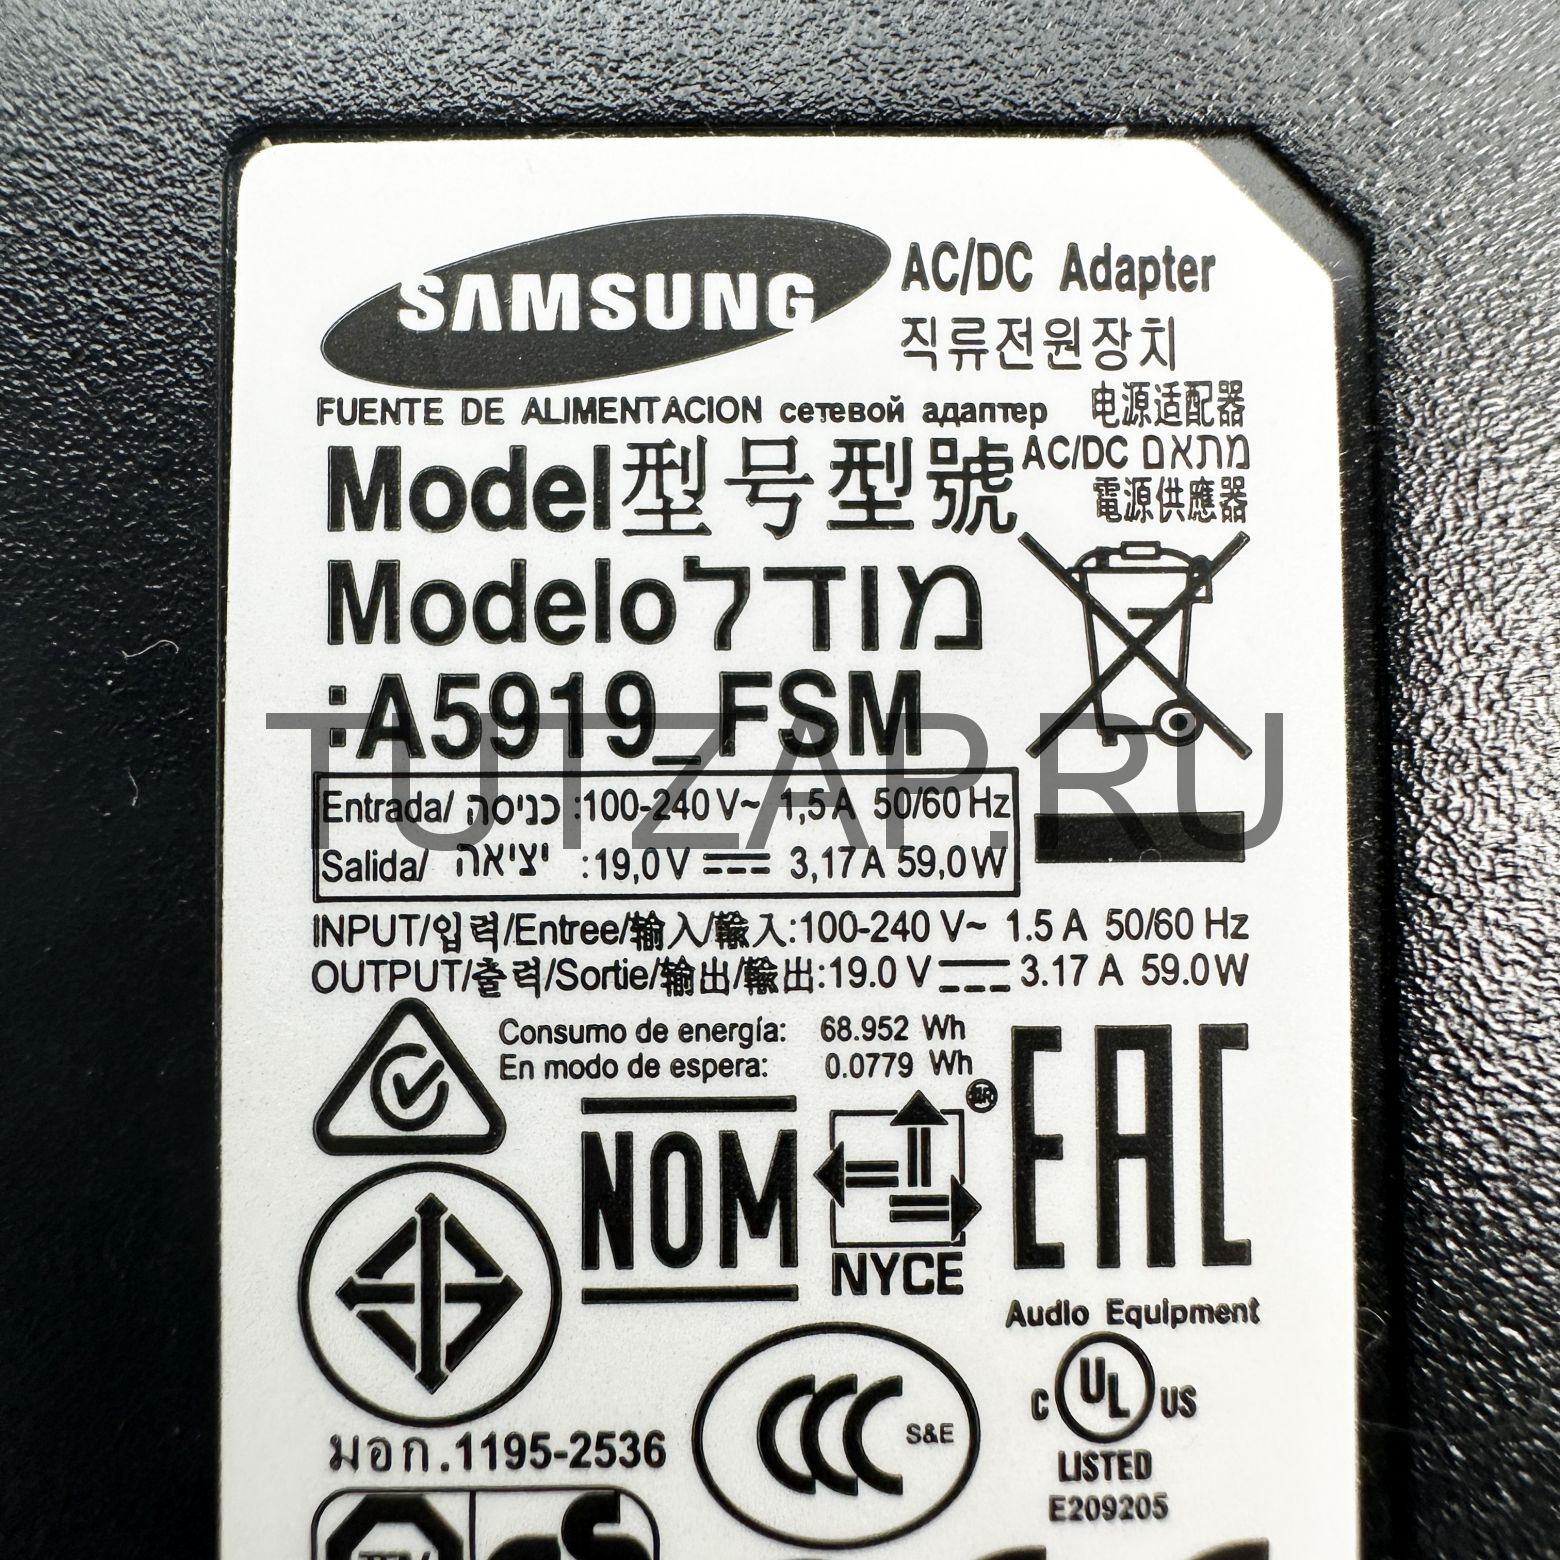 SAMSUNG
AC/DC Adapter
직류전원장치
FUENTE DE ALIMENTACION сетевой адаптер 电源适配器
Model型号型號 AC/DC מתאם
電源供應器
Modelo מודל
:A5919_FSM
TUTZAP.RU
Entrada/ כניסה :100-240 V~ 1,5 A 50/60 Hz
Salida/ יציאה :19,0 V 3,17 A 59,0 W
INPUT/입력/Entree/输入/輸入:100-240 V~ 1.5 A 50/60 Hz
OUTPUT/출력/Sortie/输出/輸出:19.0 V 3.17 A 59.0 W
Consumo de energía: 68.952 Wh
En modo de espera: 0.0779 Wh
NOM
NYCE
EAC
Audio Equipment
C UL US
LISTED
E209205
CCC S&E
มอก.1195-2536